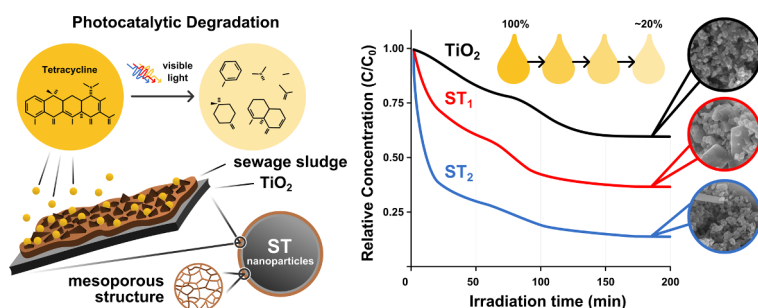 Photocatalytic Degradation
Tetracycline
visible
light
sewage sludge
TiO2
ST
nanoparticles
mesoporous
structure
100%
~20%
TiO2
ST1
ST2
1.00
0.75
0.50
0.25
Relative Concentration (C/C0)
0
50
100
150
200
Irradiation time (min)